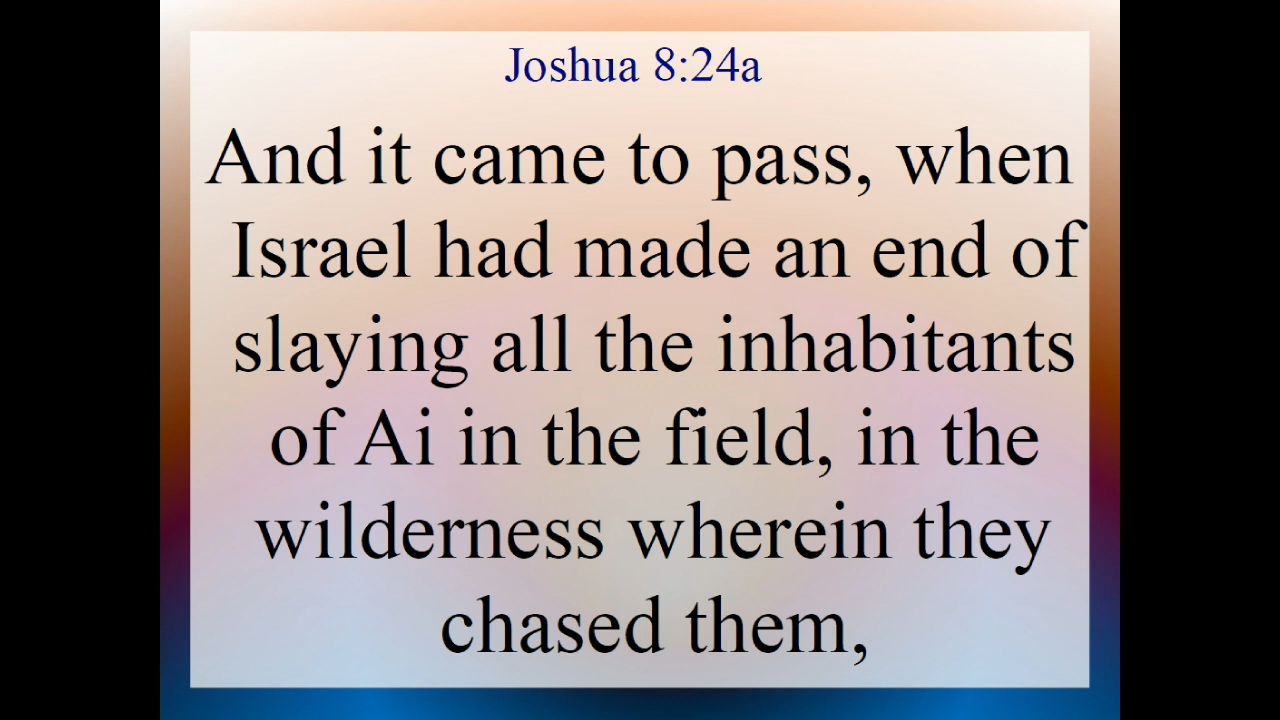 Joshua 8:24a
And it came to pass, when
Israel had made an end of
slaying all the inhabitants
of Ai in the field, in the
wilderness wherein they
chased them,